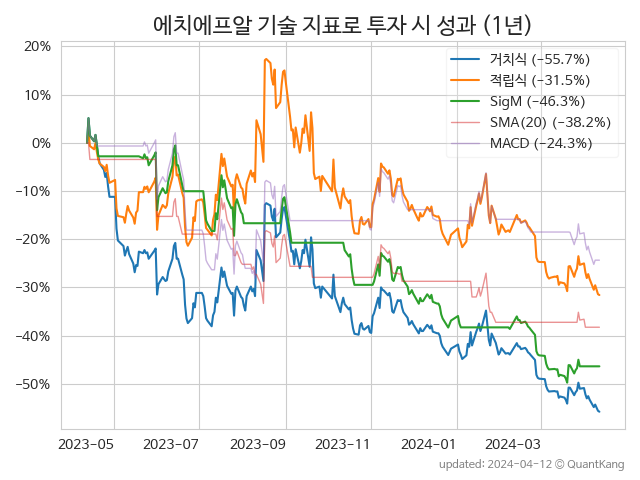 에치에프알 기술 지표로 투자 시 성과 (1년)
20%
10%
0%
−10%
−20%
−30%
−40%
−50%
거치식 (−55.7%)
적립식 (−31.5%)
SigM (−46.3%)
SMA(20) (−38.2%)
MACD (−24.3%)
2023−05 2023−07 2023−09 2023−11 2024−01 2024−03
updated: 2024−04−12 ⓒ QuantKang